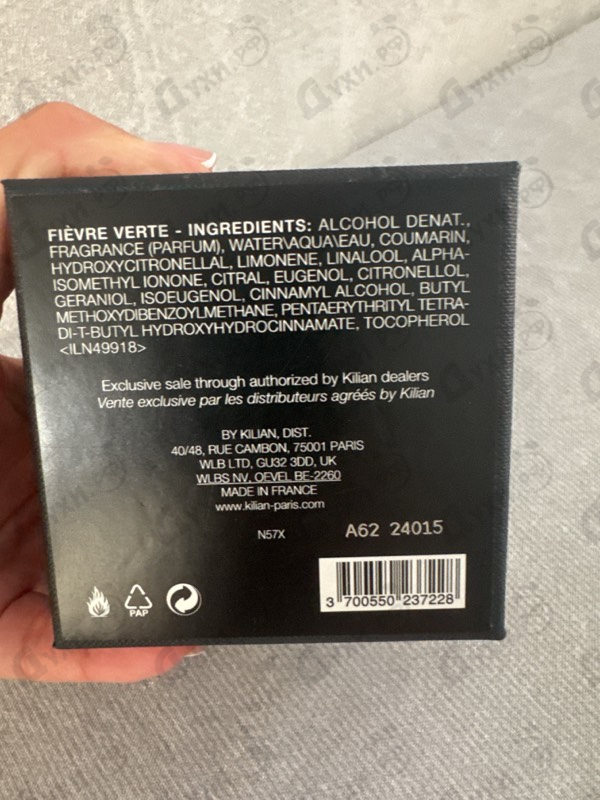 FIÈVRE VERTE - INGREDIENTS: ALCOHOL DENAT.,
FRAGRANCE (PARFUM), WATER\AQUA\EAU, COUMARIN,
HYDROXYCITRONELLAL, LIMONENE, LINALOOL, ALPHA-
ISOMETHYL IONONE, CITRAL, EUGENOL, CITRONELLOL,
GERANIOL, ISOEUGENOL, CINNAMYL ALCOHOL, BUTYL
METHOXYDIBENZOYLMETHANE, PENTAERYTHRITYL TETRA-
DI-T-BUTYL HYDROXYHYDROCINNAMATE, TOCOPHEROL
<ILN49918>
Exclusive sale through authorized by Kilian dealers
Vente exclusive par les distributeurs agréés by Kilian
BY KILIAN, DIST.
40/48, RUE CAMBON, 75001 PARIS
WLB LTD, GU32 3DD, UK
WLBS NV, OEVEL BE-2260
MADE IN FRANCE
www.kilian-paris.com
N57X
A62 24015
PAP
3 700550 237228
Духи.рф